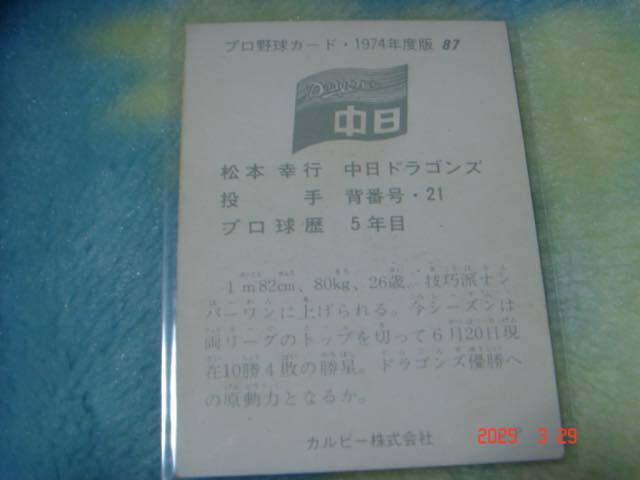 プロ野球カード・1974年度版 87
Dragons
中日
松本 幸行 中日ドラゴンズ
投 手 背番号・21
プロ球歴 5年目
1m82cm、80kg、26歳。技巧派ナン
バーワンに上げられる。今シーズンは
両リーグのトップを切って6月20日現
在10勝4敗の勝星。ドラゴンズ優勝へ
の原動力となるか。
カルビー株式会社
2025 3 29